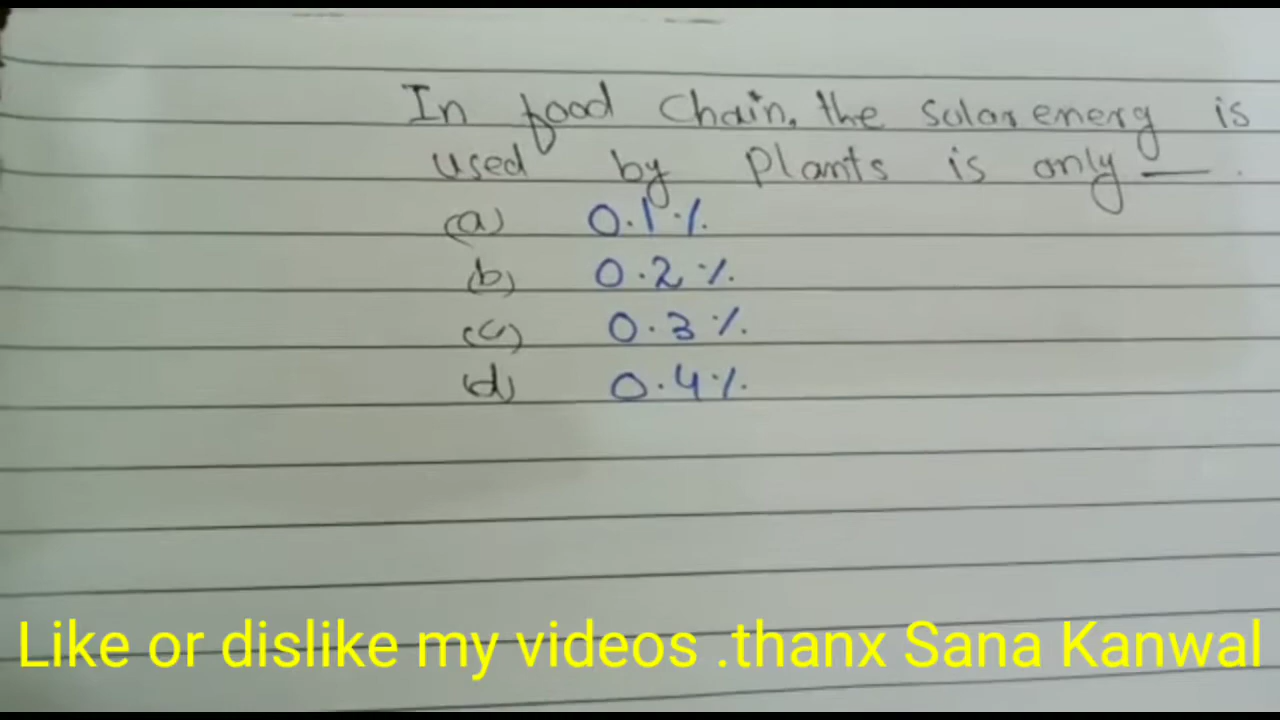 In food Chain, the Solar energy is
used by Plants is only __.
(a) 0.1%.
(b) 0.2%.
(c) 0.3%.
(d) 0.4%.
Like or dislike my videos .thanx Sana Kanwal